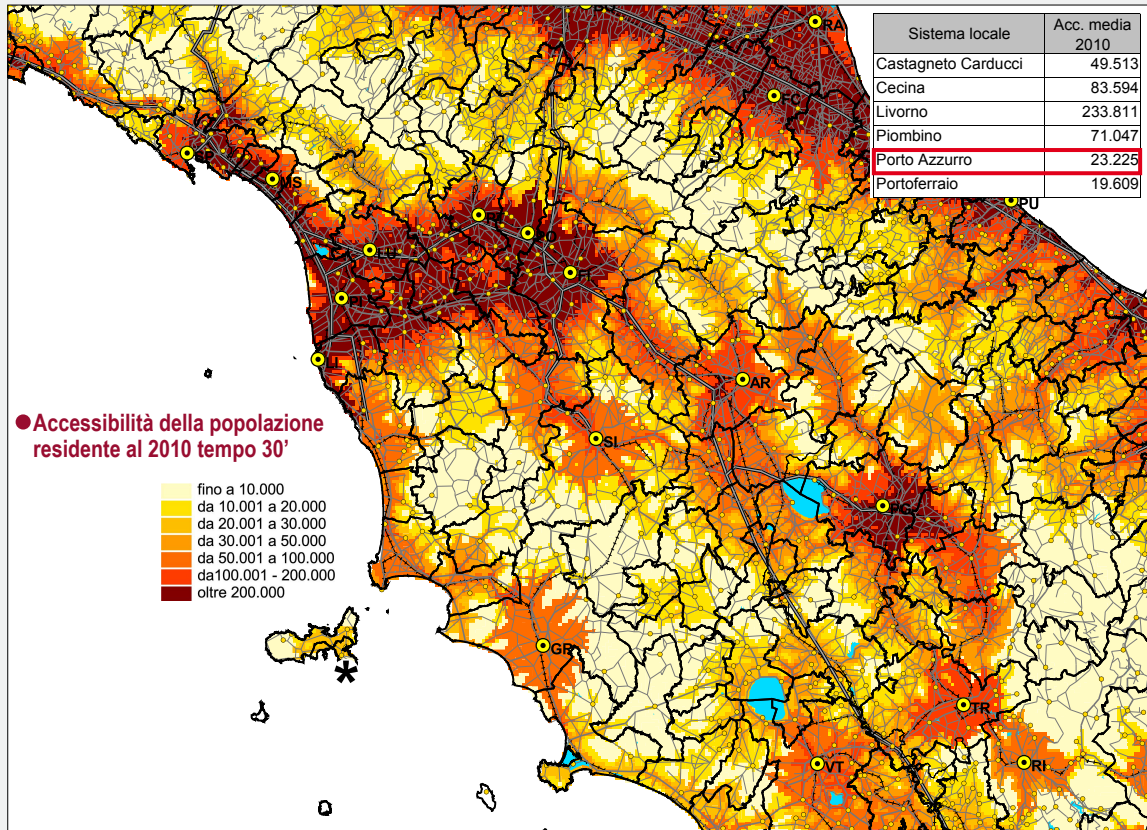 Sistema locale
Acc. media
2010
Castagneto Carducci 49.513
Cecina 83.594
Livorno 233.811
Piombino 71.047
Porto Azzurro 23.225
Portoferraio 19.609
RA
PU
MS
AR
SI
GR
TR
RI
VT
Accessibilità della popolazione
residente al 2010 tempo 30'
fino a 10.000
da 10.001 a 20.000
da 20.001 a 30.000
da 30.001 a 50.000
da 50.001 a 100.000
da100.001 - 200.000
oltre 200.000
*